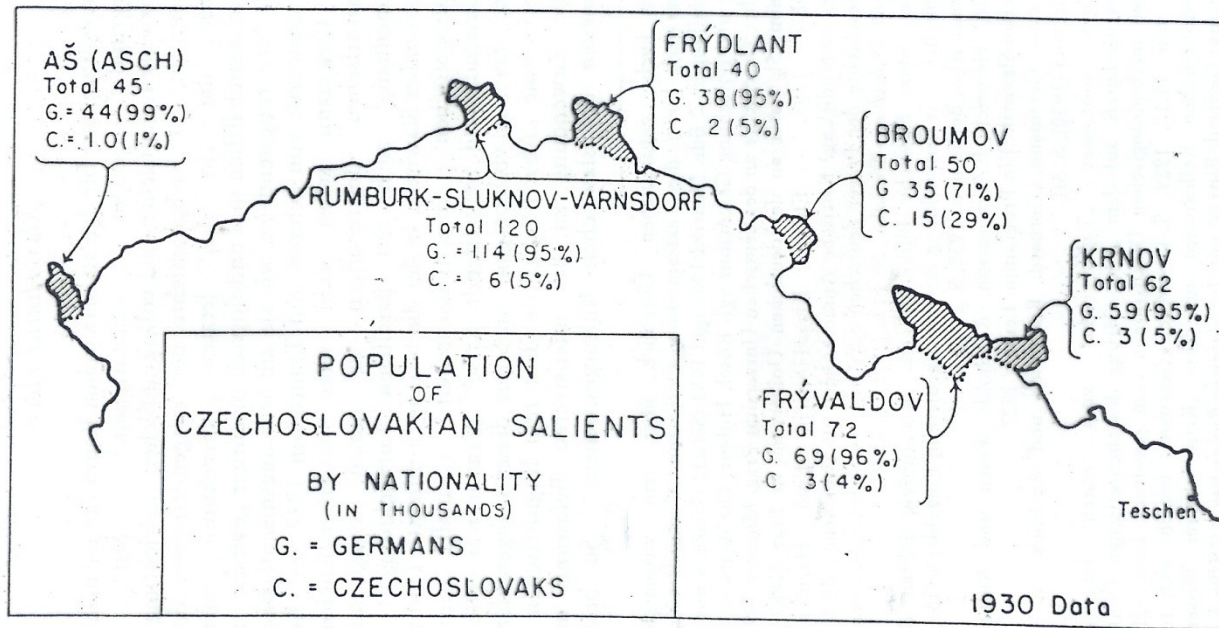 AŠ (ASCH)
Total 45
G.= 44 (99%)
C.= 1.0 (1%)
FRÝDLANT
Total 40
G. 38 (95%)
C. 2 (5%)
RUMBURK-SLUKNOV-VARNSDORF
Total 120
G. = 114 (95%)
C. = 6 (5%)
BROUMOV
Total 50
G 35 (71%)
C. 15 (29%)
KRNOV
Total 62
G. 59 (95%)
C. 3 (5%)
FRÝVALDOV
Total 72
G. 69 (96%)
C 3 (4%)
Teschen
POPULATION
OF
CZECHOSLOVAKIAN SALIENTS
BY NATIONALITY
(IN THOUSANDS)
G. = GERMANS
C. = CZECHOSLOVAKS
1930 Data